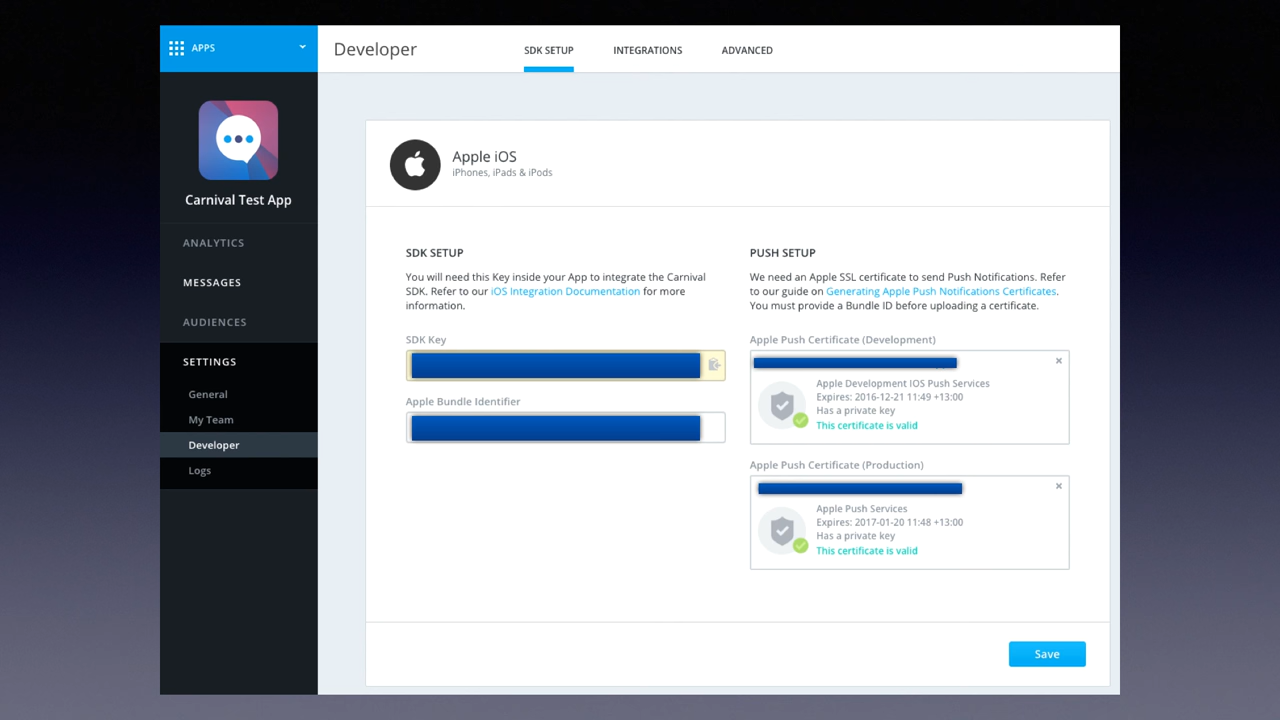 APPS
Developer
SDK SETUP
INTEGRATIONS
ADVANCED
Carnival Test App
ANALYTICS
MESSAGES
AUDIENCES
SETTINGS
General
My Team
Developer
Logs
Apple iOS
iPhones, iPads & iPods
SDK SETUP
You will need this Key inside your App to integrate the Carnival
SDK. Refer to our iOS Integration Documentation for more
information.
SDK Key
Apple Bundle Identifier
PUSH SETUP
We need an Apple SSL certificate to send Push Notifications. Refer
to our guide on Generating Apple Push Notifications Certificates.
You must provide a Bundle ID before uploading a certificate.
Apple Push Certificate (Development)
Apple Development IOS Push Services
Expires: 2016-12-21 11:49 +13:00
Has a private key
This certificate is valid
Apple Push Certificate (Production)
Apple Push Services
Expires: 2017-01-20 11:48 +13:00
Has a private key
This certificate is valid
Save